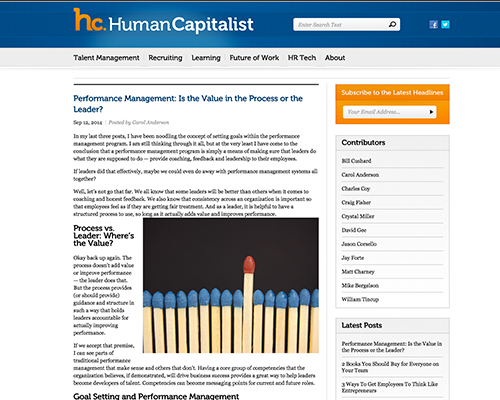 hc. HumanCapitalist
Enter Search Text
Talent Management
Recruiting
Learning
Future of Work
HR Tech
About
Performance Management: Is the Value in the Process or the
Leader?
Sep 12, 2014 | Posted by Carol Anderson
In my last three posts, I have been noodling the concept of setting goals within the performance
management program. I am still thinking through it all, but at the very least I have come to the
conclusion that a performance management program is simply a means of making sure that leaders do
what they are supposed to do — provide coaching, feedback and leadership to their employees.
If leaders did that effectively, maybe we could even do away with performance management systems all
together?
Well, let's not go that far. We all know that some leaders will be better than others when it comes to
coaching and honest feedback. We also know that consistency across an organization is important so
that employees feel as if they are getting fair treatment. And as a leader, it is helpful to have a
structured process to use, so long as it actually adds value and improves performance.
Process vs.
Leader: Where's
the Value?
Okay back up again. The
process doesn't add value
or improve performance
— the leader does that.
But the process provides
(or should provide)
guidance and structure in
such a way that holds
leaders accountable for
actually improving
performance.
If we accept that premise,
I can see parts of
traditional performance
management that make sense and others that don't. Having a core group of competencies that the
organization believes, if demonstrated, will drive business success provides a great way to help leaders
become developers of talent. Competencies can become messaging points for current and future roles.
Goal Setting and Performance Management
Subscribe to the Latest Headlines
Your Email Address...
Contributors
Bill Cushard
Carol Anderson
Charles Coy
Craig Fisher
Crystal Miller
David Gee
Jason Corsello
Jay Forte
Matt Charney
Mike Bergelson
William Tincup
Latest Posts
Performance Management: Is the Value in
the Process or the Leader?
2 Books You Should Buy for Everyone on
Your Team
3 Ways To Get Employees To Think Like
Entrepreneurs